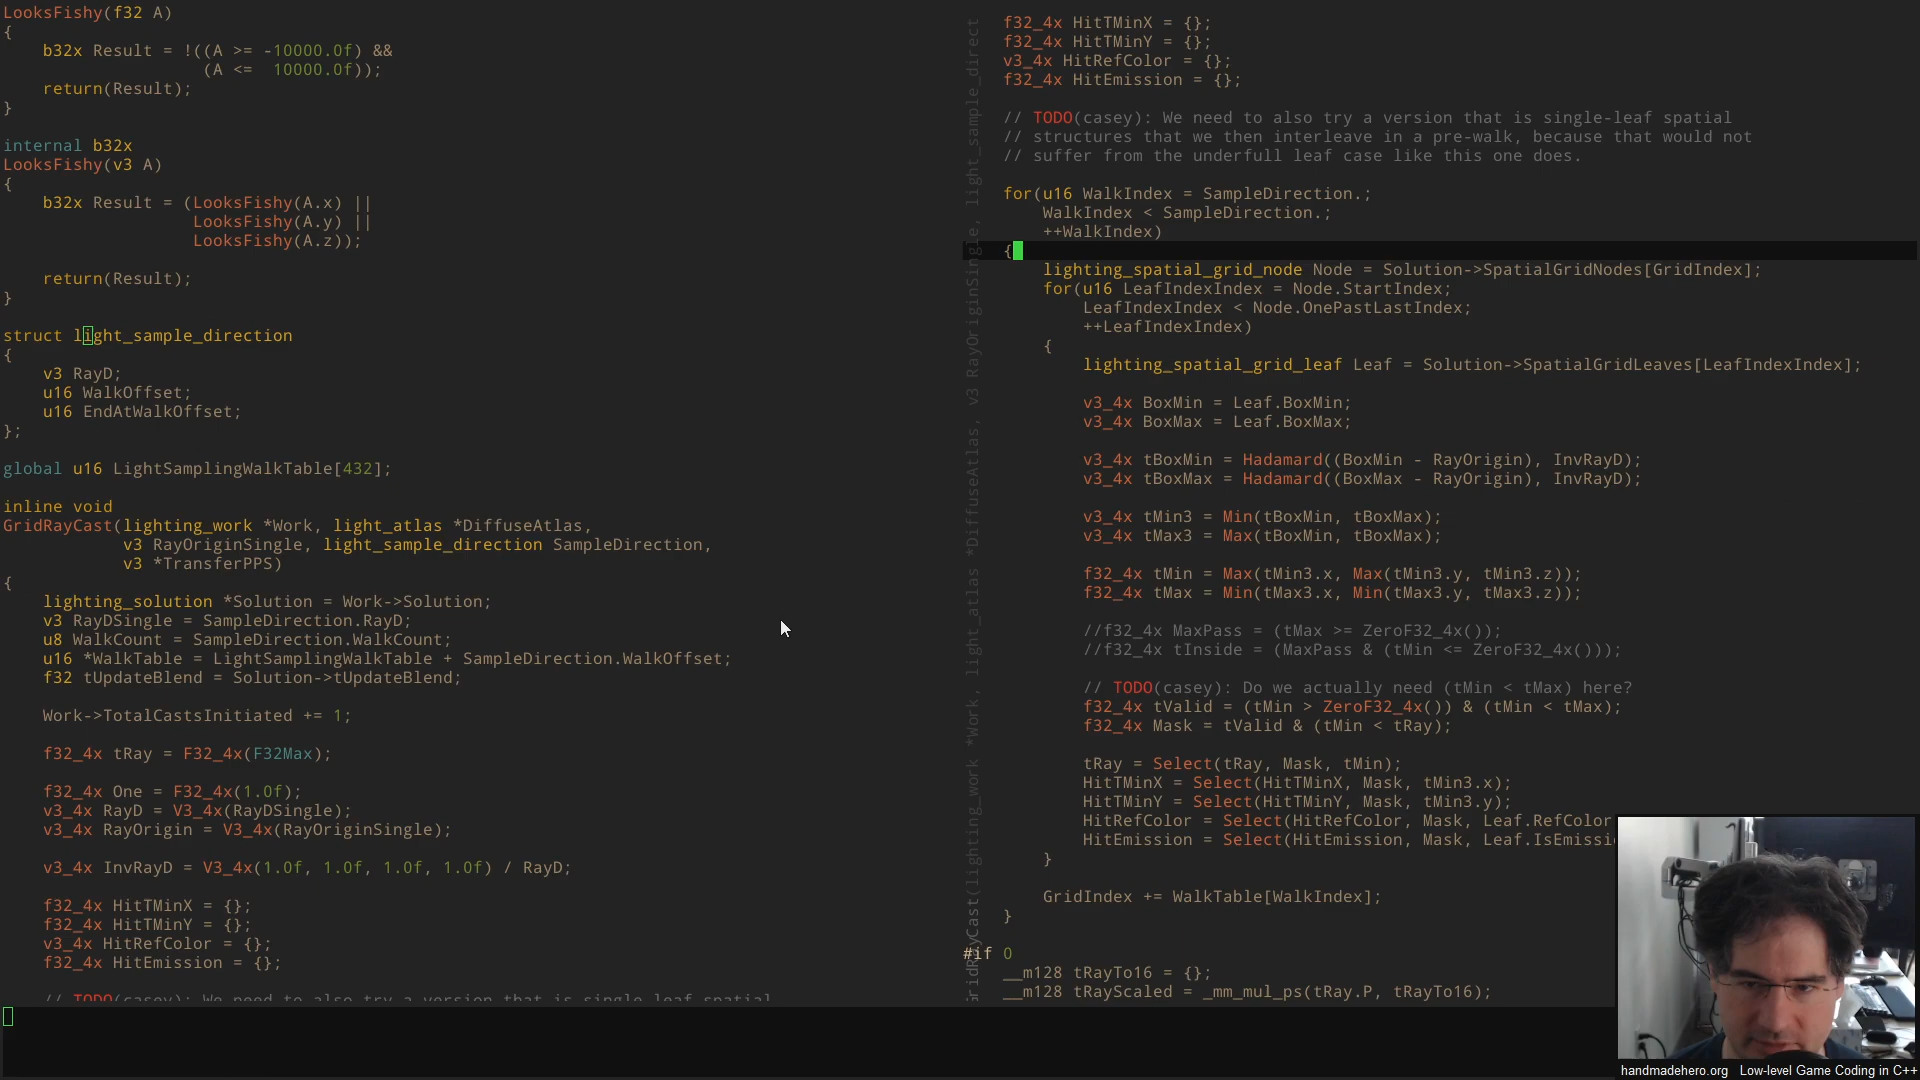 LooksFishy(f32 A)
{
    b32x Result = !((A >= -10000.0f) &&
                    (A <=  10000.0f));
    return(Result);
}
internal b32x
LooksFishy(v3 A)
{
    b32x Result = (LooksFishy(A.x) ||
                   LooksFishy(A.y) ||
                   LooksFishy(A.z));
    return(Result);
}
struct light_sample_direction
{
    v3 RayD;
    u16 WalkOffset;
    u16 EndAtWalkOffset;
};
global u16 LightSamplingWalkTable[432];
inline void
GridRayCast(lighting_work *Work, light_atlas *DiffuseAtlas,
            v3 RayOriginSingle, light_sample_direction SampleDirection,
            v3 *TransferPPS)
{
    lighting_solution *Solution = Work->Solution;
    v3 RayDSingle = SampleDirection.RayD;
    u8 WalkCount = SampleDirection.WalkCount;
    u16 *WalkTable = LightSamplingWalkTable + SampleDirection.WalkOffset;
    f32 tUpdateBlend = Solution->tUpdateBlend;
    Work->TotalCastsInitiated += 1;
    f32_4x tRay = F32_4x(F32Max);
    f32_4x One = F32_4x(1.0f);
    v3_4x RayD = V3_4x(RayDSingle);
    v3_4x RayOrigin = V3_4x(RayOriginSingle);
    v3_4x InvRayD = V3_4x(1.0f, 1.0f, 1.0f, 1.0f) / RayD;
    f32_4x HitTMinX = {};
    f32_4x HitTMinY = {};
    v3_4x HitRefColor = {};
    f32_4x HitEmission = {};
    // TODO(casey): We need to also try a version that is single-leaf spatial
GridRayCast(lighting_work *Work, light_atlas *DiffuseAtlas, v3 RayOriginSingle, light_sample_direct
    f32_4x HitTMinX = {};
    f32_4x HitTMinY = {};
    v3_4x HitRefColor = {};
    f32_4x HitEmission = {};
    // TODO(casey): We need to also try a version that is single-leaf spatial
    // structures that we then interleave in a pre-walk, because that would not
    // suffer from the underfull leaf case like this one does.
    for(u16 WalkIndex = SampleDirection.;
        WalkIndex < SampleDirection.;
        ++WalkIndex)
    {
        lighting_spatial_grid_node Node = Solution->SpatialGridNodes[GridIndex];
        for(u16 LeafIndexIndex = Node.StartIndex;
            LeafIndexIndex < Node.OnePastLastIndex;
            ++LeafIndexIndex)
        {
            lighting_spatial_grid_leaf Leaf = Solution->SpatialGridLeaves[LeafIndexIndex];
            v3_4x BoxMin = Leaf.BoxMin;
            v3_4x BoxMax = Leaf.BoxMax;
            v3_4x tBoxMin = Hadamard((BoxMin - RayOrigin), InvRayD);
            v3_4x tBoxMax = Hadamard((BoxMax - RayOrigin), InvRayD);
            v3_4x tMin3 = Min(tBoxMin, tBoxMax);
            v3_4x tMax3 = Max(tBoxMin, tBoxMax);
            f32_4x tMin = Max(tMin3.x, Max(tMin3.y, tMin3.z));
            f32_4x tMax = Min(tMax3.x, Min(tMax3.y, tMax3.z));
            //f32_4x MaxPass = (tMax >= ZeroF32_4x());
            //f32_4x tInside = (MaxPass & (tMin <= ZeroF32_4x()));
            // TODO(casey): Do we actually need (tMin < tMax) here?
            f32_4x tValid = (tMin > ZeroF32_4x()) & (tMin < tMax);
            f32_4x Mask = tValid & (tMin < tRay);
            tRay = Select(tRay, Mask, tMin);
            HitTMinX = Select(HitTMinX, Mask, tMin3.x);
            HitTMinY = Select(HitTMinY, Mask, tMin3.y);
            HitRefColor = Select(HitRefColor, Mask, Leaf.RefColor
            HitEmission = Select(HitEmission, Mask, Leaf.IsEmissi
        }
        GridIndex += WalkTable[WalkIndex];
    }
#if 0
    __m128 tRayTo16 = {};
    __m128 tRayScaled = _mm_mul_ps(tRay.P, tRayTo16);
handmadehero.org   Low-level Game Coding in C++